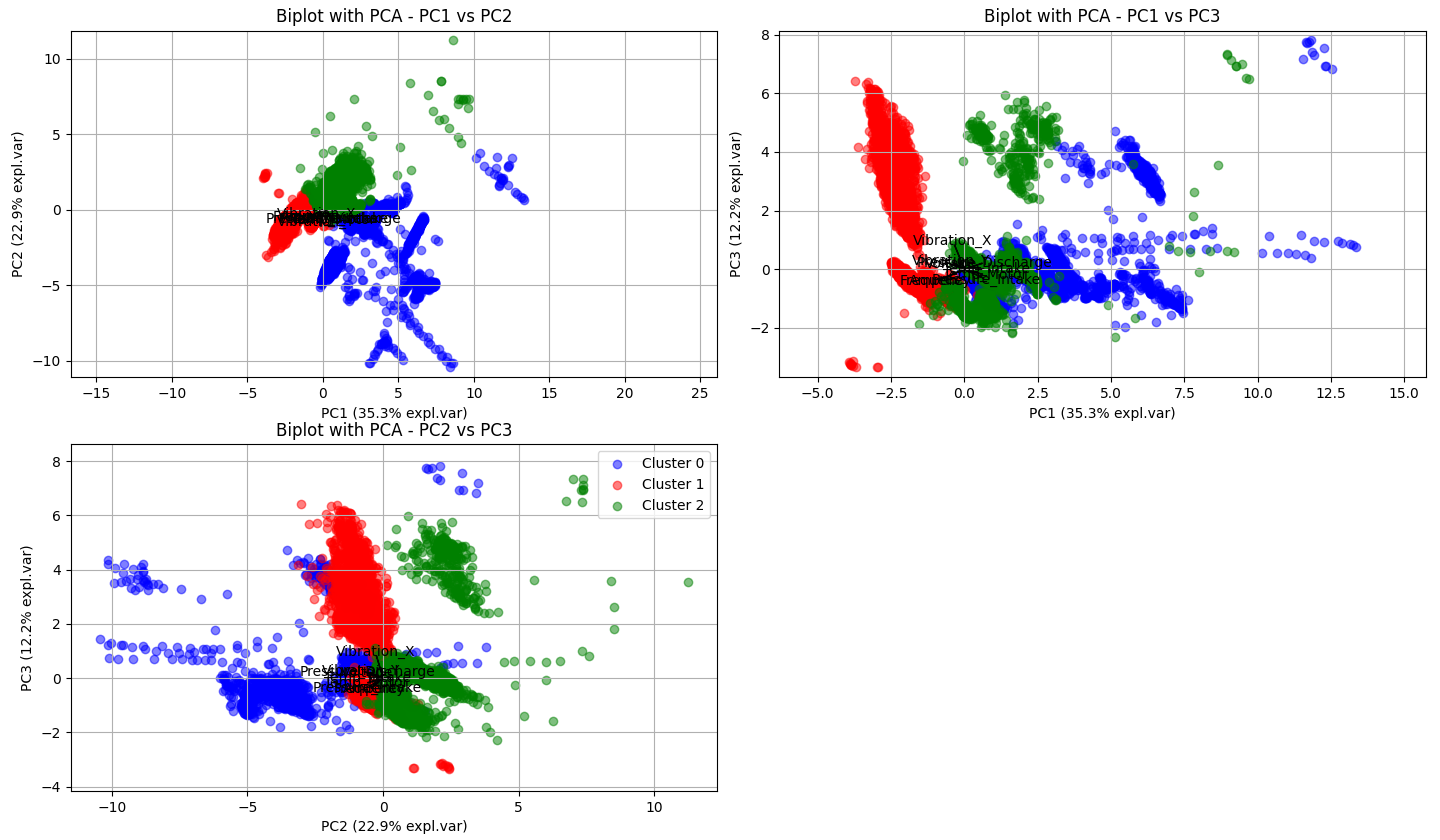 Biplot with PCA - PC1 vs PC2
PC2 (22.9% expl.var)
10
5
0
−5
−10
Vibration_X
−15
−10
−5
0
5
10
15
20
25
PC1 (35.3% expl.var)
Biplot with PCA - PC1 vs PC3
PC3 (12.2% expl.var)
8
6
4
2
0
−2
Vibration_X
−5.0
−2.5
0.0
2.5
5.0
7.5
10.0
12.5
15.0
PC1 (35.3% expl.var)
Biplot with PCA - PC2 vs PC3
PC3 (12.2% expl.var)
8
6
4
2
0
−2
−4
Cluster 0
Cluster 1
Cluster 2
Vibration_X
−10
−5
0
5
10
PC2 (22.9% expl.var)